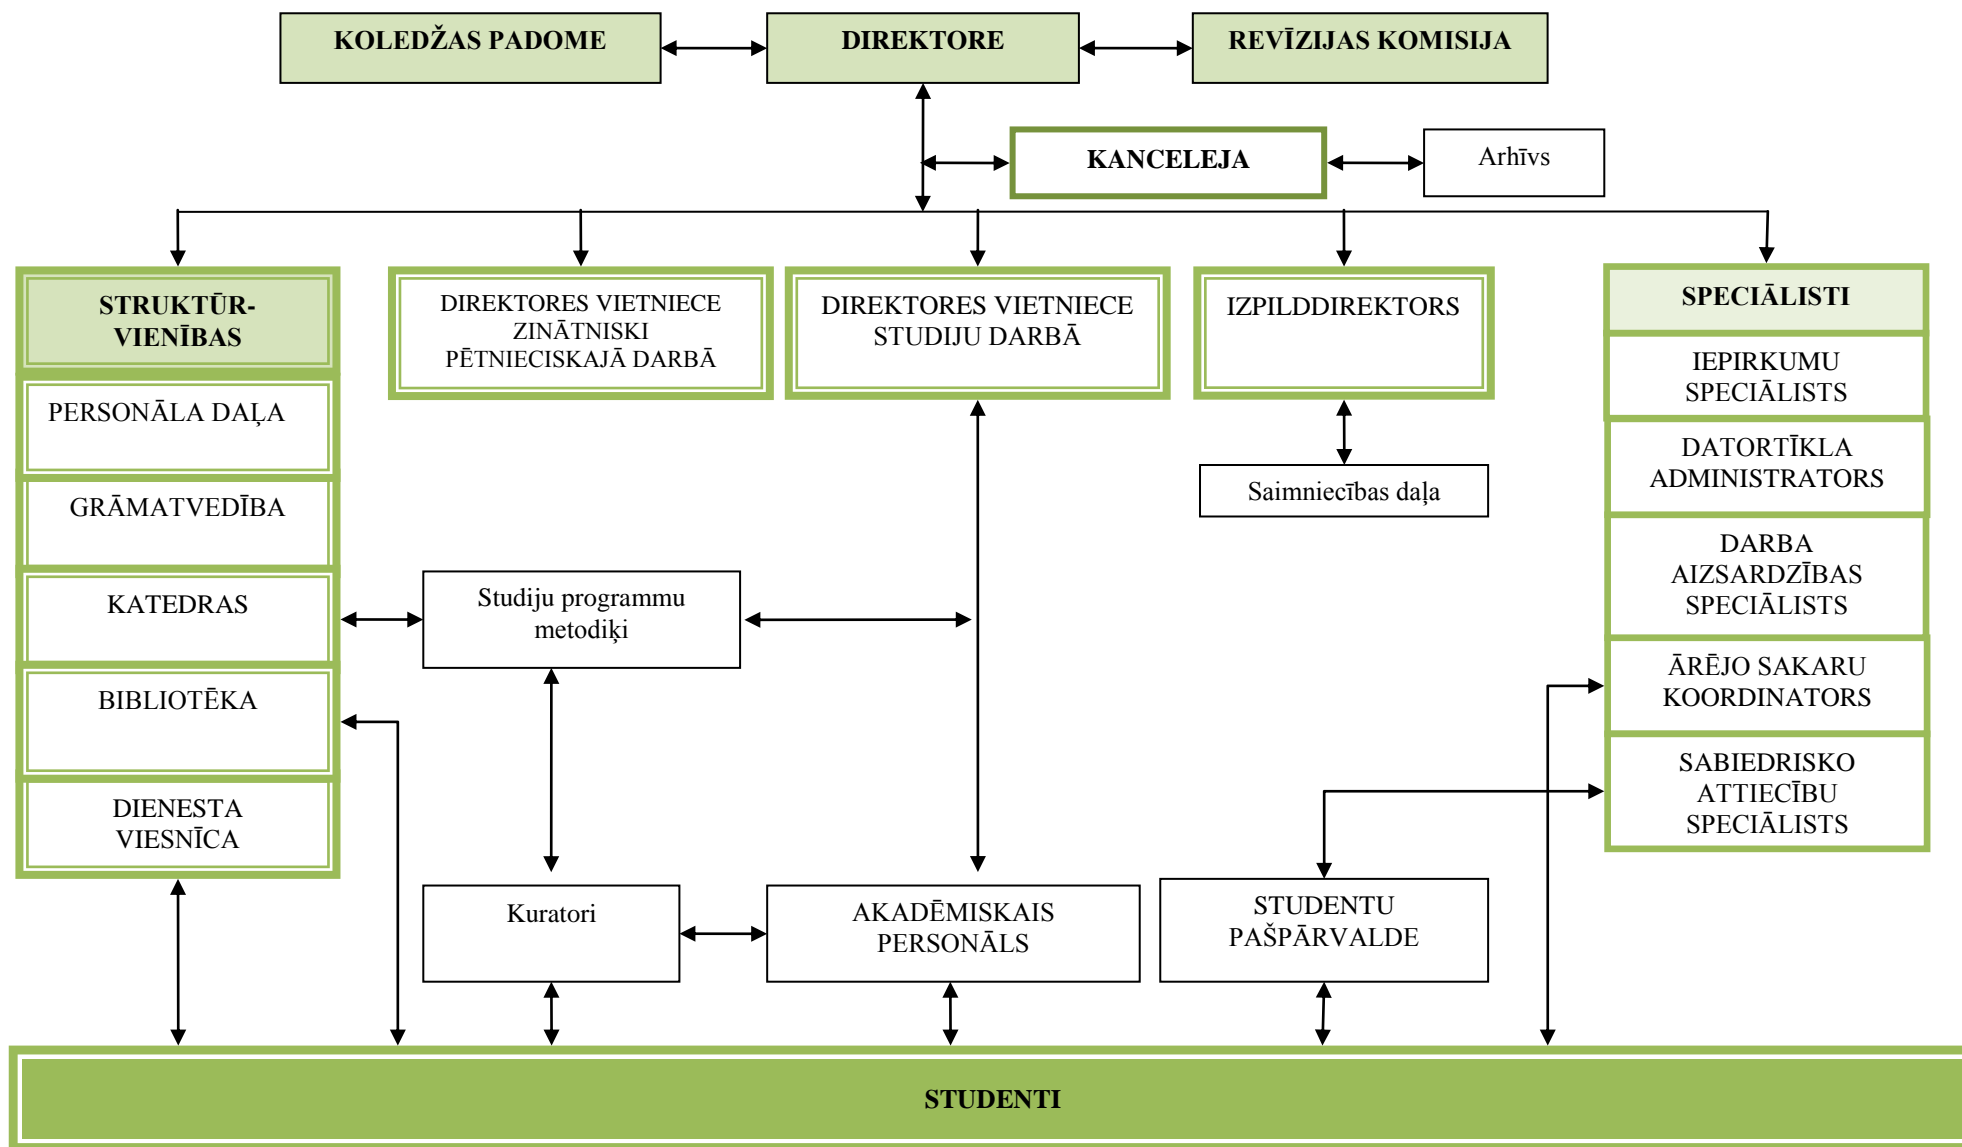 KOLEDŽAS PADOME
DIREKTORE
REVĪZIJAS KOMISIJA
KANCELEJA
Arhīvs
STRUKTŪR-
VIENĪBAS
PERSONĀLA DAĻA
GRĀMATVEDĪBA
KATEDRAS
BIBLIOTĒKA
DIENESTA
VIESNĪCA
DIREKTORES VIETNIECE
ZINĀTNISKI
PĒTNIECISKAJĀ DARBĀ
DIREKTORES VIETNIECE
STUDIJU DARBĀ
IZPILDDIREKTORS
Saimniecības daļa
SPECIĀLISTI
IEPIRKUMU
SPECIĀLISTS
DATORTĪKLA
ADMINISTRATORS
DARBA
AIZSARDZĪBAS
SPECIĀLISTS
ĀRĒJO SAKARU
KOORDINATORS
SABIEDRISKO
ATTIECĪBU
SPECIĀLISTS
Studiju programmu
metodiķi
Kuratori
AKADĒMISKAIS
PERSONĀLS
STUDENTU
PAŠPĀRVALDE
STUDENTI